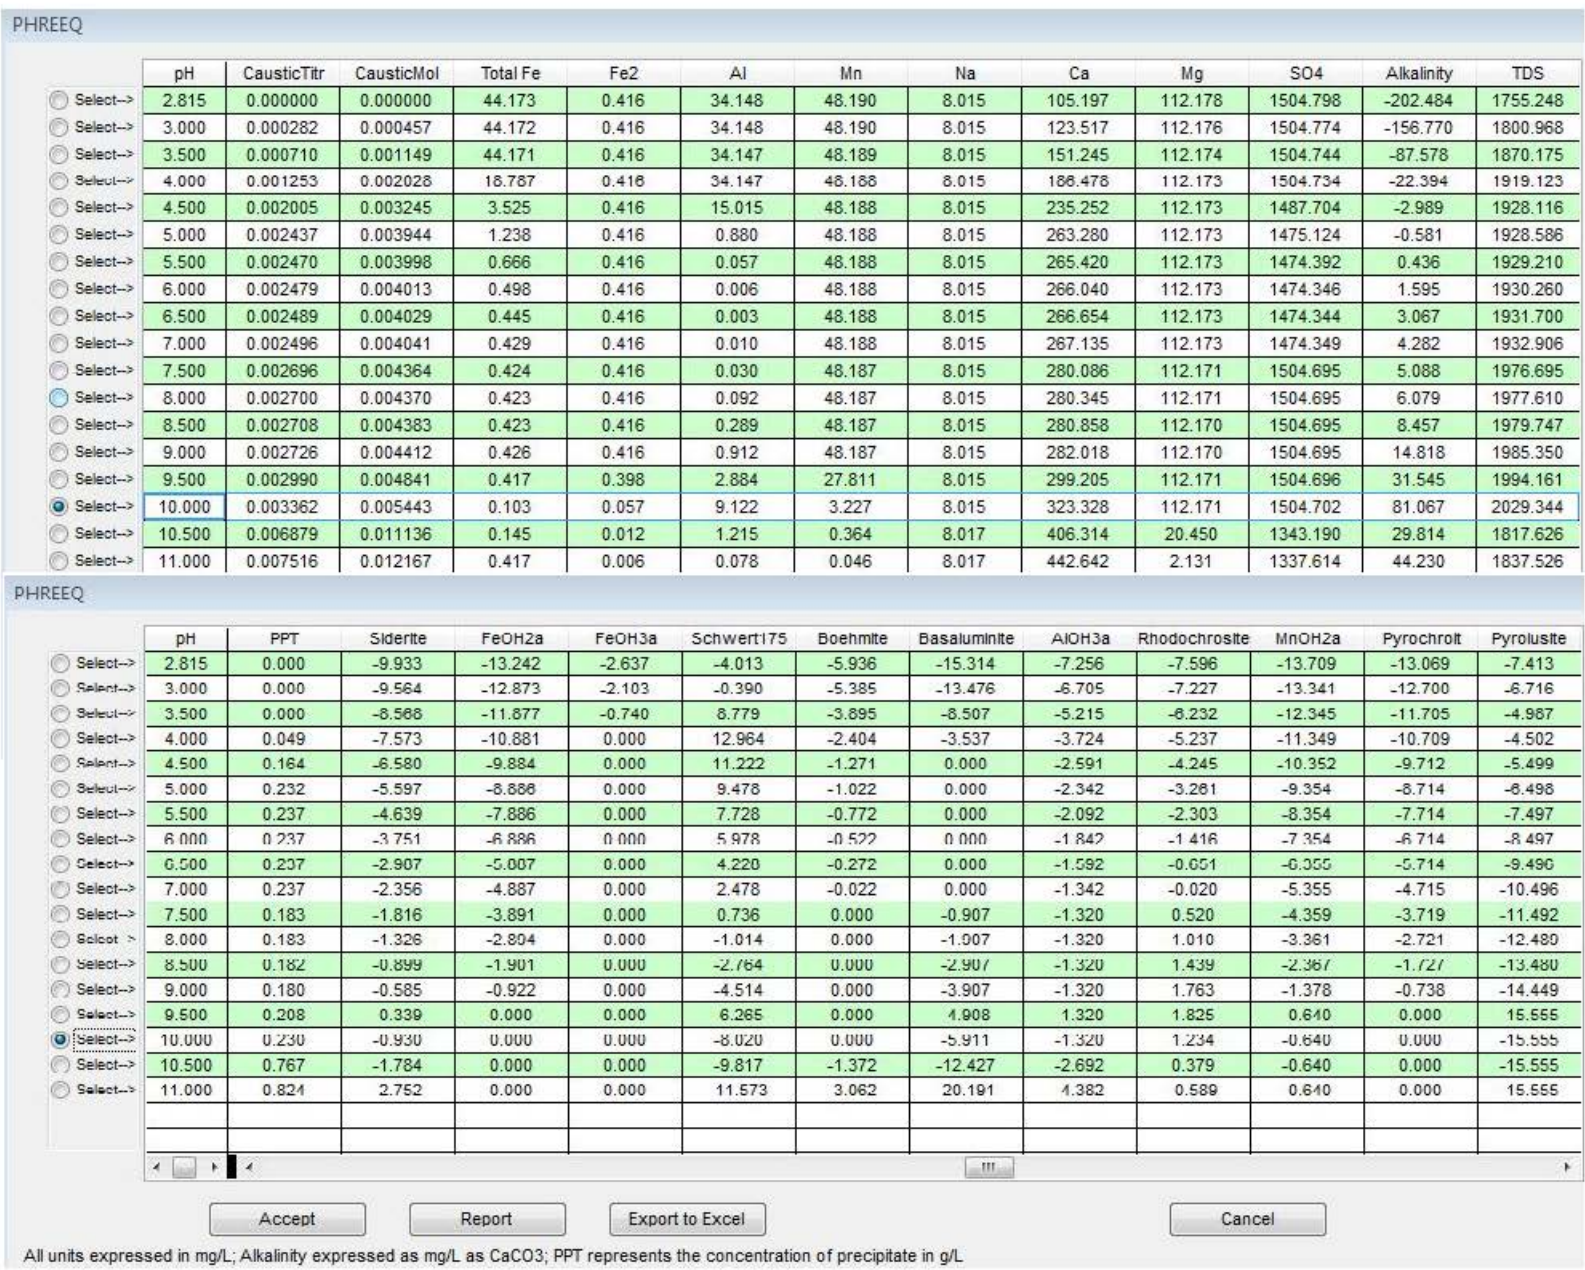 PHREEQ
pH CausticTitr CausticMol Total Fe Fe2 Al Mn Na Ca Mg SO4 Alkalinity TDS
Select--> 2.815 0.000000 0.000000 44.173 0.416 34.148 48.190 8.015 105.197 112.178 1504.798 -202.484 1755.248
Select--> 3.000 0.000282 0.000457 44.172 0.416 34.148 48.190 8.015 123.517 112.176 1504.774 -156.770 1800.968
Select--> 3.500 0.000710 0.001149 44.171 0.416 34.147 48.189 8.015 151.245 112.174 1504.744 -87.578 1870.175
Select--> 4.000 0.001253 0.002028 18.787 0.416 34.147 48.188 8.015 186.478 112.173 1504.734 -22.394 1919.123
Select--> 4.500 0.002005 0.003245 3.525 0.416 15.015 48.188 8.015 235.252 112.173 1487.704 -2.989 1928.116
Select--> 5.000 0.002437 0.003944 1.238 0.416 0.880 48.188 8.015 263.280 112.173 1475.124 -0.581 1928.586
Select--> 5.500 0.002470 0.003998 0.666 0.416 0.057 48.188 8.015 265.420 112.173 1474.392 0.436 1929.210
Select--> 6.000 0.002479 0.004013 0.498 0.416 0.006 48.188 8.015 266.040 112.173 1474.346 1.595 1930.260
Select--> 6.500 0.002489 0.004029 0.445 0.416 0.003 48.188 8.015 266.654 112.173 1474.344 3.067 1931.700
Select--> 7.000 0.002496 0.004041 0.429 0.416 0.010 48.188 8.015 267.135 112.173 1474.349 4.282 1932.906
Select--> 7.500 0.002696 0.004364 0.424 0.416 0.030 48.187 8.015 280.086 112.171 1504.695 5.088 1976.695
Select--> 8.000 0.002700 0.004370 0.423 0.416 0.092 48.187 8.015 280.345 112.171 1504.695 6.079 1977.610
Select--> 8.500 0.002708 0.004383 0.423 0.416 0.289 48.187 8.015 280.858 112.170 1504.695 8.457 1979.747
Select--> 9.000 0.002726 0.004412 0.426 0.416 0.912 48.187 8.015 282.018 112.170 1504.695 14.818 1985.350
Select--> 9.500 0.002990 0.004841 0.417 0.398 2.884 27.811 8.015 299.205 112.171 1504.696 31.545 1994.161
Select--> 10.000 0.003362 0.005443 0.103 0.057 9.122 3.227 8.015 323.328 112.171 1504.702 81.067 2029.344
Select--> 10.500 0.006879 0.011136 0.145 0.012 1.215 0.364 8.017 406.314 20.450 1343.190 29.814 1817.626
Select--> 11.000 0.007516 0.012167 0.417 0.006 0.078 0.046 8.017 442.642 2.131 1337.614 44.230 1837.526
PHREEQ
pH PPT Siderite FeOH2a FeOH3a Schwert175 Boehmite Basaluminite AlOH3a Rhodochrosite MnOH2a Pyrochroit Pyrolusite
Select--> 2.815 0.000 -9.933 -13.242 -2.637 -4.013 -5.936 -15.314 -7.256 -7.596 -13.709 -13.069 -7.413
Select--> 3.000 0.000 -9.564 -12.873 -2.103 -0.390 -5.385 -13.476 -6.705 -7.227 -13.341 -12.700 -6.716
Select--> 3.500 0.000 -8.568 -11.877 -0.740 8.779 -3.895 -8.507 -5.215 -6.232 -12.345 -11.705 -4.987
Select--> 4.000 0.049 -7.573 -10.881 0.000 12.964 -2.404 -3.537 -3.724 -5.237 -11.349 -10.709 -4.502
Select--> 4.500 0.164 -6.580 -9.884 0.000 11.222 -1.271 0.000 -2.591 -4.245 -10.352 -9.712 -5.499
Select--> 5.000 0.232 -5.597 -8.886 0.000 9.478 -1.022 0.000 -2.342 -3.261 -9.354 -8.714 -6.498
Select--> 5.500 0.237 -4.639 -7.886 0.000 7.728 -0.772 0.000 -2.092 -2.303 -8.354 -7.714 -7.497
Select--> 6.000 0.237 -3.751 -6.886 0.000 5.978 -0.522 0.000 -1.842 -1.416 -7.354 -6.714 -8.497
Select--> 6.500 0.237 -2.907 -5.887 0.000 4.228 -0.272 0.000 -1.592 -0.651 -6.355 -5.714 -9.496
Select--> 7.000 0.237 -2.356 -4.887 0.000 2.478 -0.022 0.000 -1.342 -0.020 -5.355 -4.715 -10.496
Select--> 7.500 0.183 -1.816 -3.891 0.000 0.736 0.000 -0.907 -1.320 0.520 -4.359 -3.719 -11.492
Select--> 8.000 0.183 -1.326 -2.894 0.000 -1.014 0.000 -1.907 -1.320 1.010 -3.361 -2.721 -12.489
Select--> 8.500 0.182 -0.899 -1.901 0.000 -2.764 0.000 -2.907 -1.320 1.439 -2.367 -1.727 -13.480
Select--> 9.000 0.180 -0.585 -0.922 0.000 -4.514 0.000 -3.907 -1.320 1.763 -1.378 -0.738 -14.449
Select--> 9.500 0.208 0.339 0.000 0.000 6.265 0.000 4.908 1.320 1.825 0.640 0.000 15.555
Select--> 10.000 0.230 -0.930 0.000 0.000 -8.020 0.000 -5.911 -1.320 1.234 -0.640 0.000 -15.555
Select--> 10.500 0.767 -1.784 0.000 0.000 -9.817 -1.372 -12.427 -2.692 0.379 -0.640 0.000 -15.555
Select--> 11.000 0.824 2.752 0.000 0.000 11.573 3.062 20.191 4.382 0.589 0.640 0.000 15.555
Accept Report Export to Excel Cancel
All units expressed in mg/L; Alkalinity expressed as mg/L as CaCO3; PPT represents the concentration of precipitate in g/L